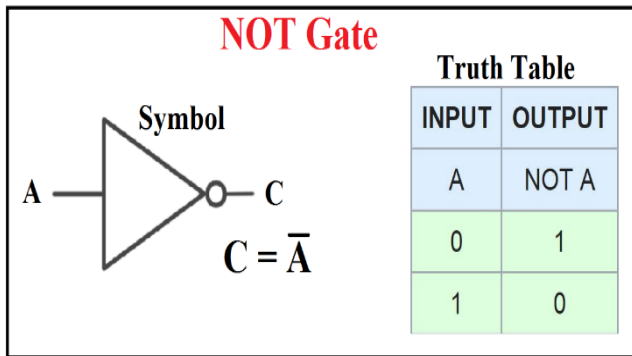 NOT Gate
Symbol
A
C
C = A̅
Truth Table
INPUT OUTPUT
A NOT A
0 1
1 0